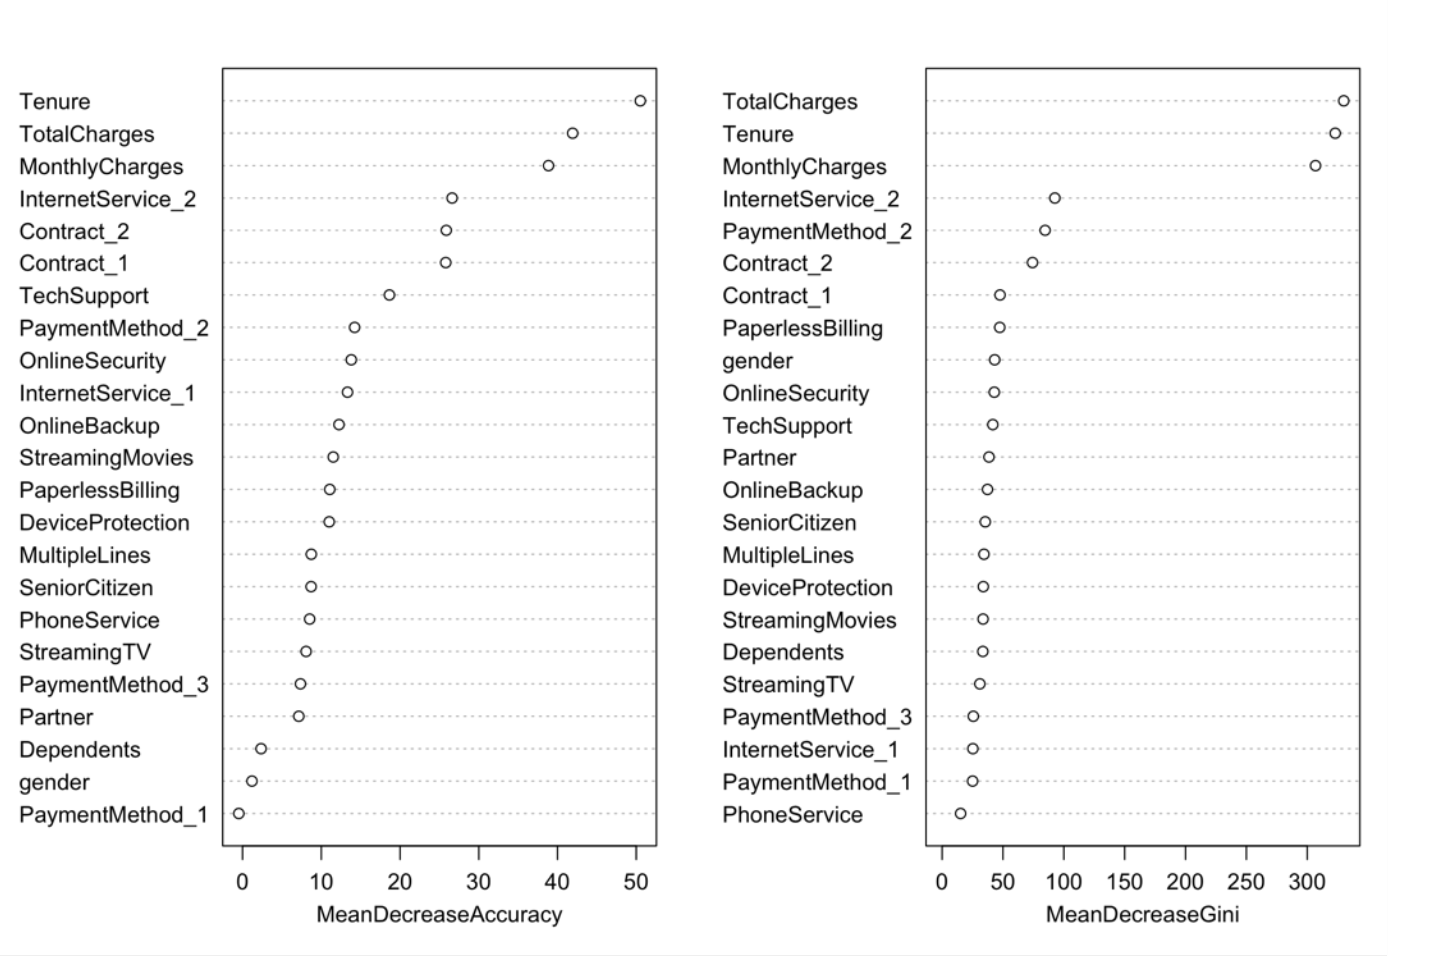 Tenure
TotalCharges
MonthlyCharges
InternetService_2
Contract_2
Contract_1
TechSupport
PaymentMethod_2
OnlineSecurity
InternetService_1
OnlineBackup
StreamingMovies
PaperlessBilling
DeviceProtection
MultipleLines
SeniorCitizen
PhoneService
StreamingTV
PaymentMethod_3
Partner
Dependents
gender
PaymentMethod_1
0 10 20 30 40 50
MeanDecreaseAccuracy
TotalCharges
Tenure
MonthlyCharges
InternetService_2
PaymentMethod_2
Contract_2
Contract_1
PaperlessBilling
gender
OnlineSecurity
TechSupport
Partner
OnlineBackup
SeniorCitizen
MultipleLines
DeviceProtection
StreamingMovies
Dependents
StreamingTV
PaymentMethod_3
InternetService_1
PaymentMethod_1
PhoneService
0 50 100 150 200 250 300
MeanDecreaseGini